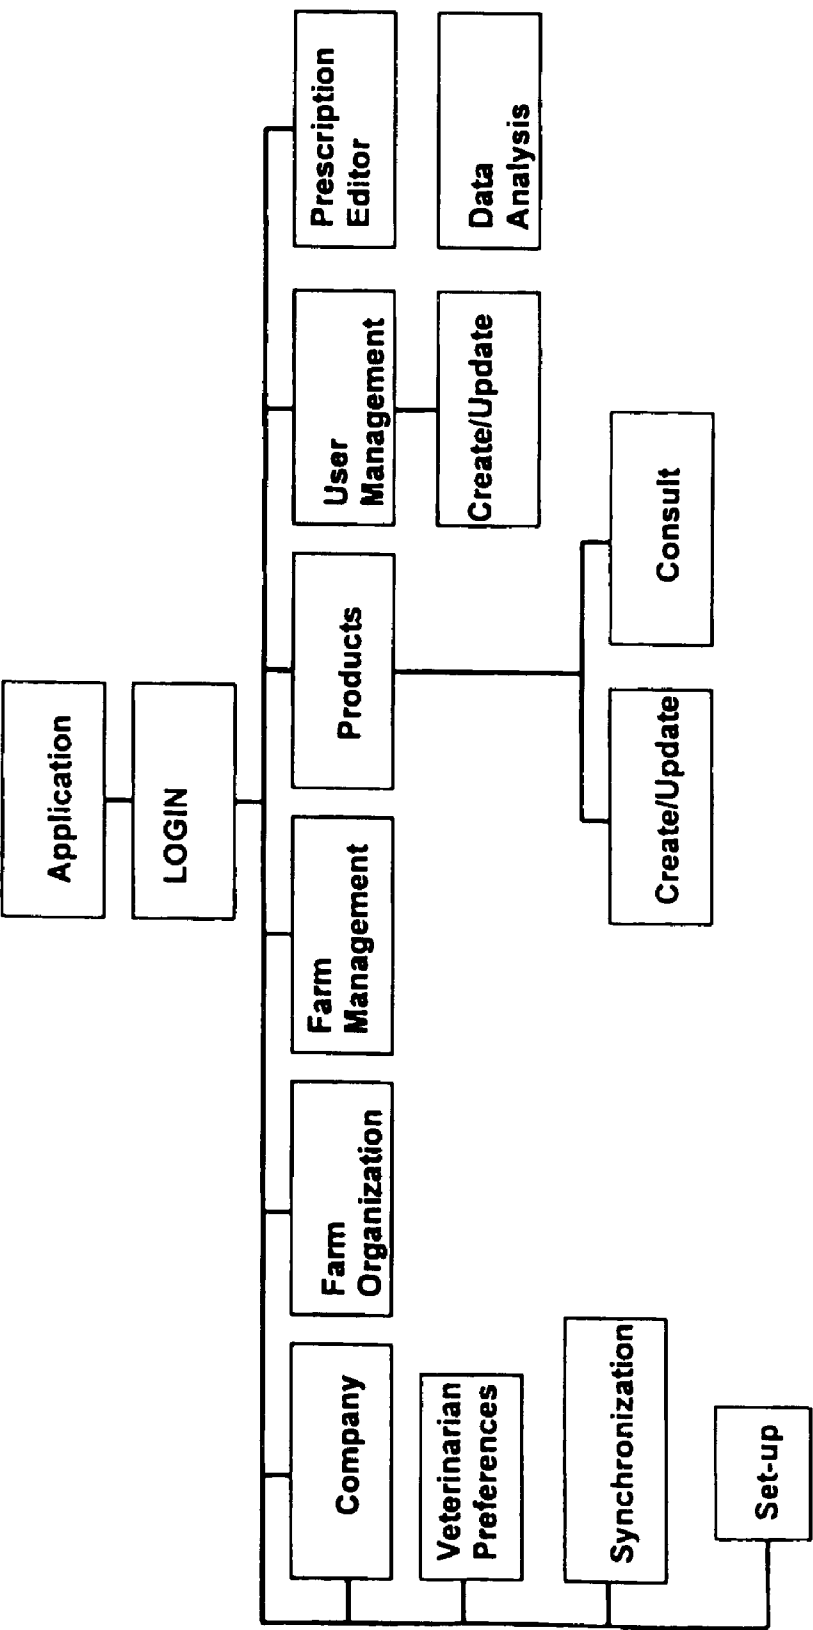 Application
LOGIN
Company
Farm
Organization
Farm
Management
Products
User
Management
Prescription
Editor
Veterinarian
Preferences
Create/Update
Data
Analysis
Synchronization
Create/Update
Consult
Set-up